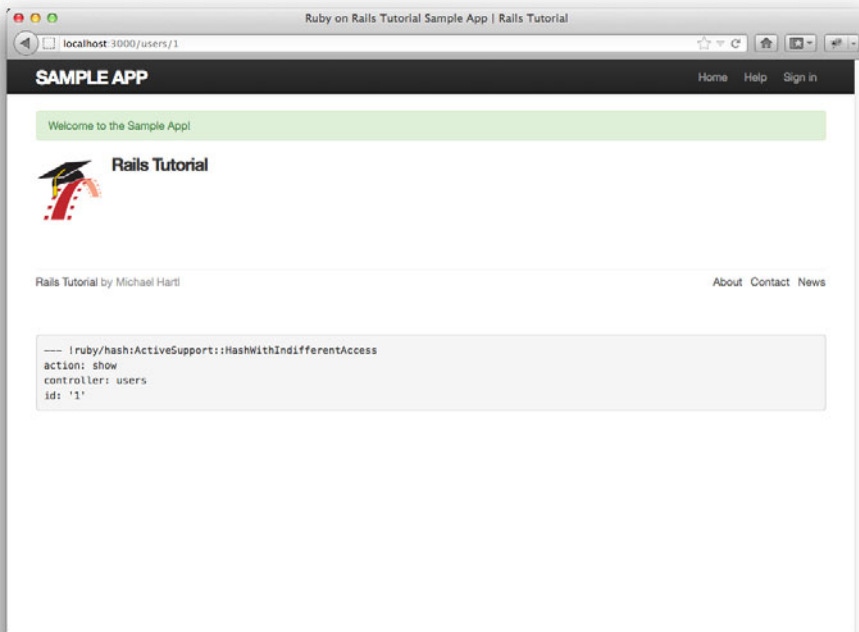 Ruby on Rails Tutorial Sample App | Rails Tutorial
localhost:3000/users/1
SAMPLE APP
Home Help Sign in
Welcome to the Sample App!
Rails Tutorial
Rails Tutorial by Michael Hartl
About Contact News
--- !ruby/hash:ActiveSupport::HashWithIndifferentAccess
action: show
controller: users
id: '1'